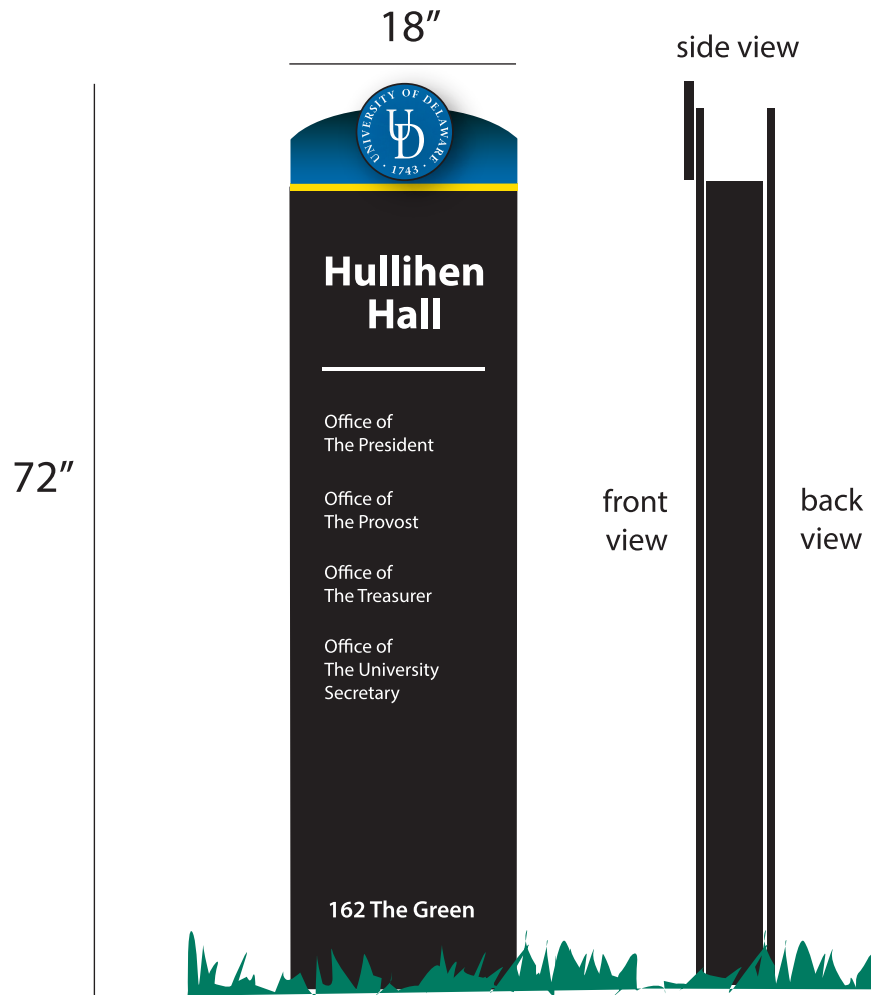 18”
side view
UNIVERSITY OF DELAWARE
UD
· 1743 ·
Hullihen
Hall
Office of
The President
72”
Office of
The Provost
front
view
back
view
Office of
The Treasurer
Office of
The University
Secretary
162 The Green